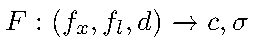 F : (f_x, f_l, d) → c, σ